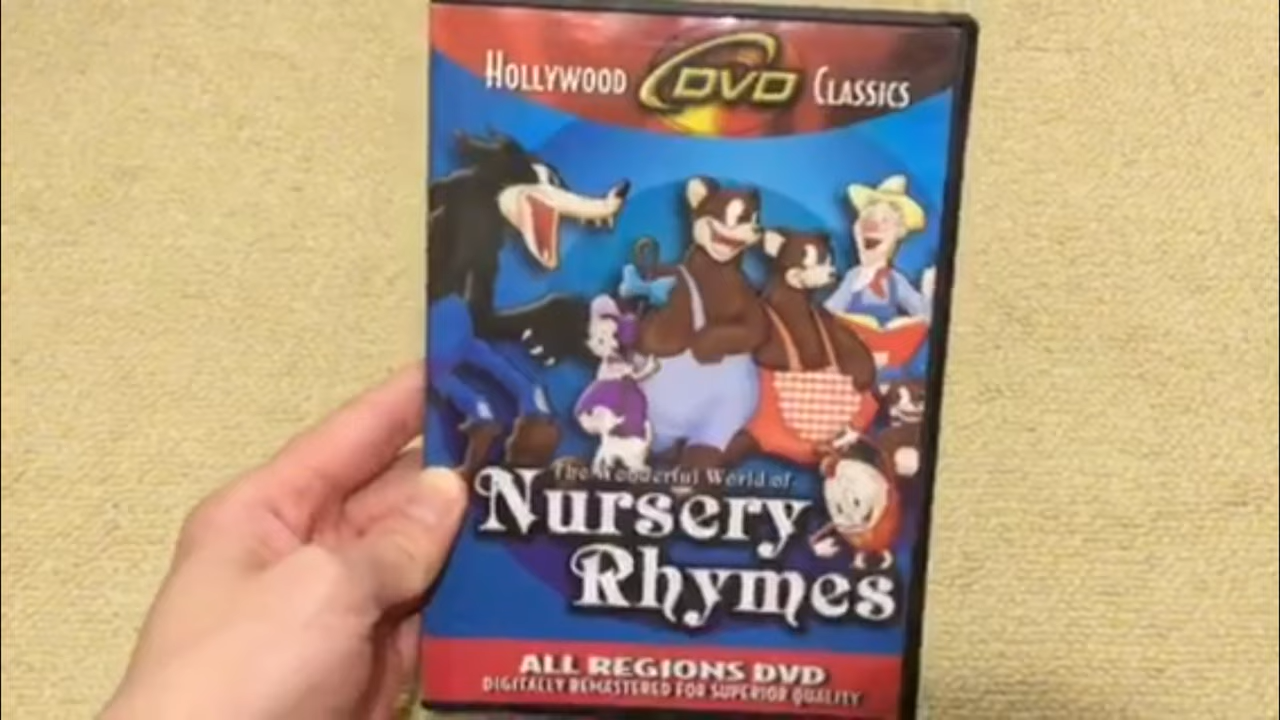 HOLLYWOOD DVD CLASSICS
The Wonderful World of
Nursery
Rhymes
ALL REGIONS DVD
DIGITALLY REMASTERED FOR SUPERIOR QUALITY